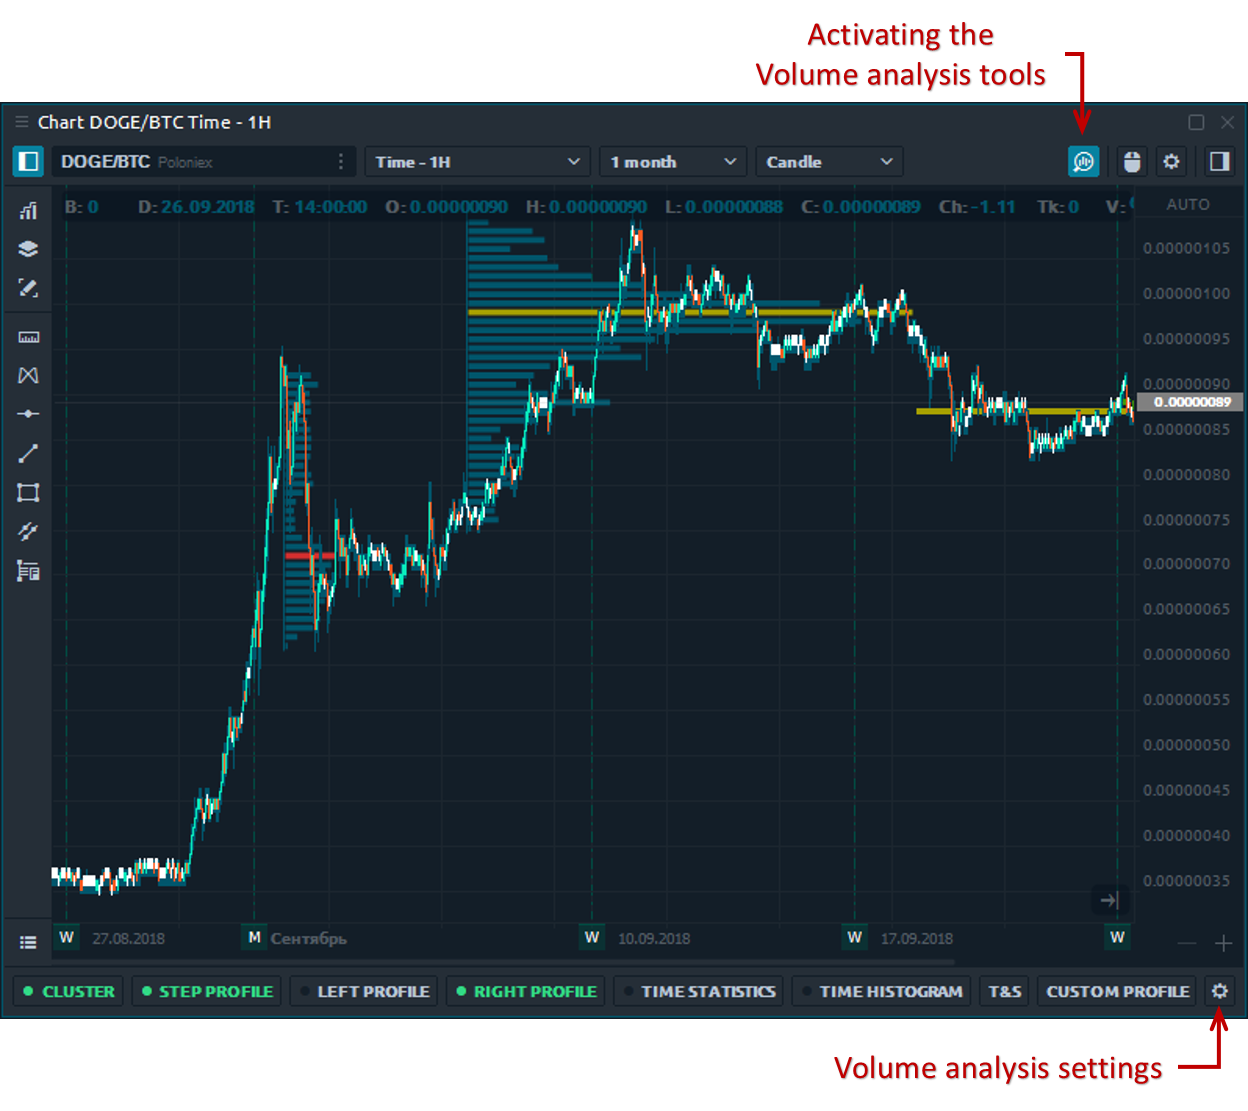 Activating the
Volume analysis tools
Chart DOGE/BTC Time - 1H
DOGE/BTC Poloniex Time - 1H 1 month Candle
B: 0 D: 26.09.2018 T: 14:00:00 O: 0.00000090 H: 0.00000090 L: 0.00000088 C: 0.00000089 Ch: -1.11 Tk: 0 V: AUTO
0.00000105
0.00000100
0.00000095
0.00000090
0.00000089
0.00000085
0.00000080
0.00000075
0.00000070
0.00000065
0.00000060
0.00000055
0.00000050
0.00000045
0.00000040
0.00000035
W 27.08.2018 M Сентябрь W 10.09.2018 W 17.09.2018 W
CLUSTER STEP PROFILE LEFT PROFILE RIGHT PROFILE TIME STATISTICS TIME HISTOGRAM T&S CUSTOM PROFILE
Volume analysis settings